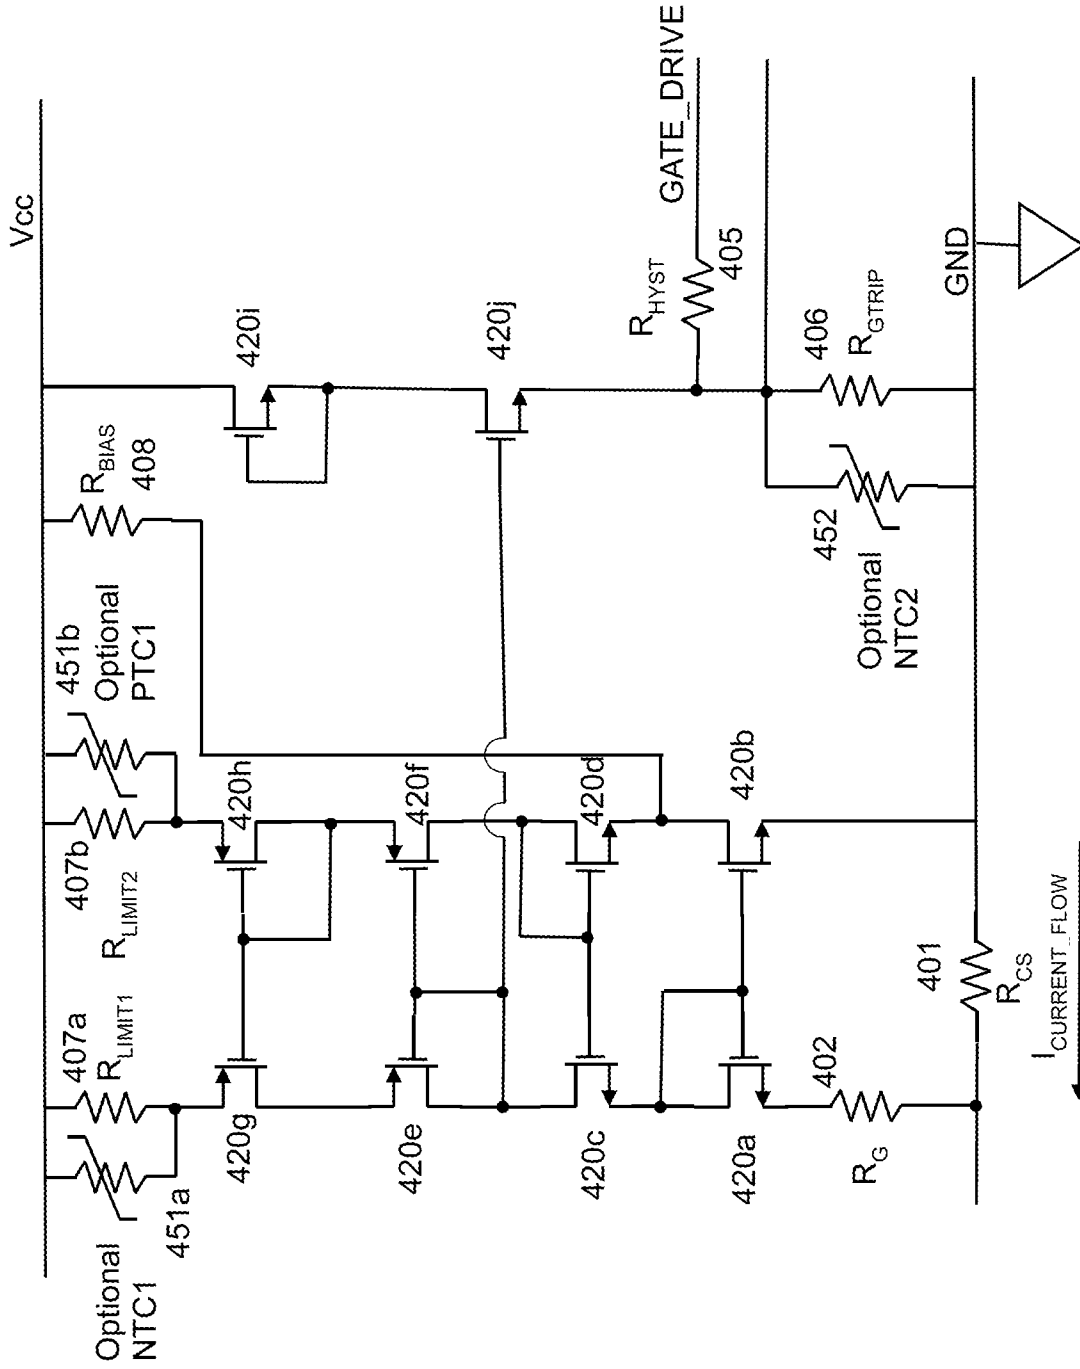 Vcc
Optional
NTC1
451a
407a
R_LIMIT1
407b
R_LIMIT2
451b
Optional
PTC1
R_BIAS
408
420g
420h
420i
420e
420f
420j
420c
420d
420a
420b
R_HYST
405
GATE_DRIVE
R_G
402
452
Optional
NTC2
406
R_GTRIP
401
R_CS
GND
I_CURRENT_FLOW